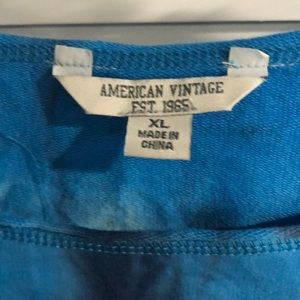 AMERICAN VINTAGE
EST. 1965
XL
MADE IN
CHINA